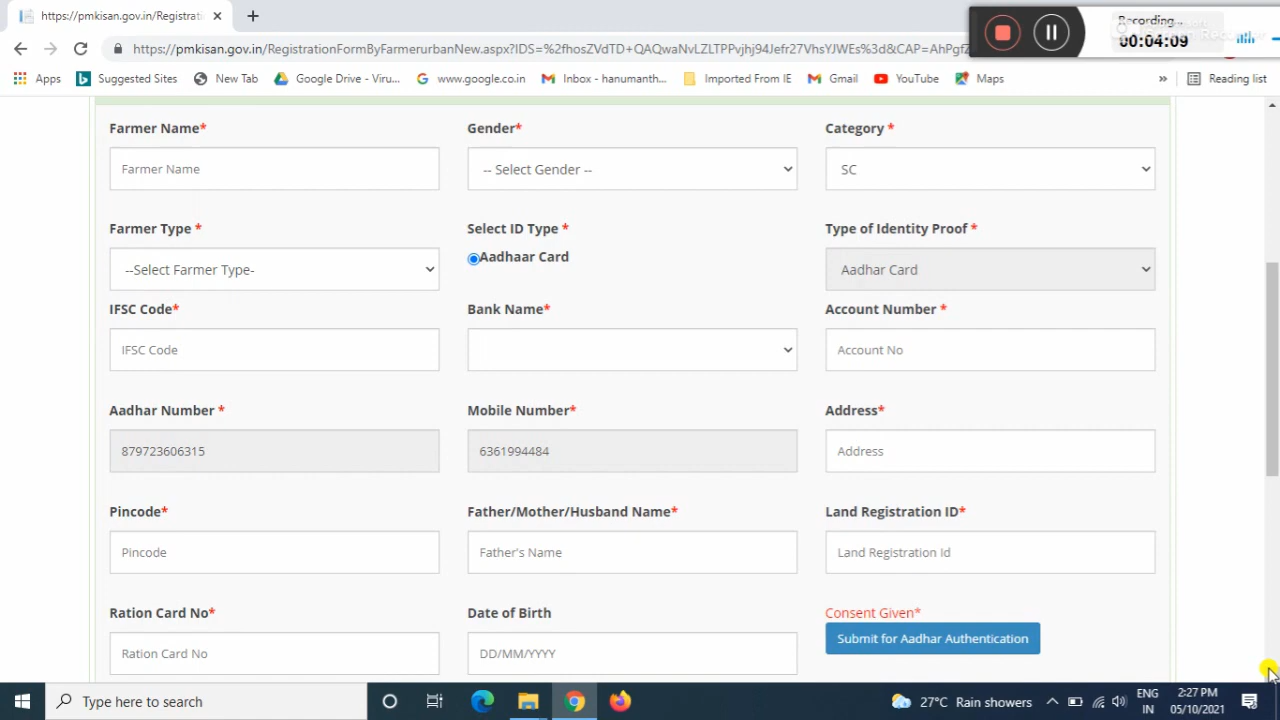 https://pmkisan.gov.in/Registrati
Recording...
00:04:09
https://pmkisan.gov.in/RegistrationFormByFarmerurbanNew.aspx?IDS=%2fhosZVdTD+QAQwaNvLZLTPPvjhj94Jefr27VhsYJWEs%3d&CAP=AhPgfZ
Apps Suggested Sites New Tab Google Drive - Viru... www.google.co.in Inbox - hanumanth... Imported From IE Gmail YouTube Maps » Reading list
Farmer Name* Gender* Category *
Farmer Name -- Select Gender -- SC
Farmer Type * Select ID Type * Type of Identity Proof *
Aadhaar Card
--Select Farmer Type- Aadhar Card
IFSC Code* Bank Name* Account Number *
IFSC Code Account No
Aadhar Number * Mobile Number* Address*
879723606315 6361994484 Address
Pincode* Father/Mother/Husband Name* Land Registration ID*
Pincode Father's Name Land Registration Id
Ration Card No* Date of Birth Consent Given*
Submit for Aadhar Authentication
Ration Card No DD/MM/YYYY
Type here to search 27°C Rain showers ENG IN 2:27 PM 05/10/2021